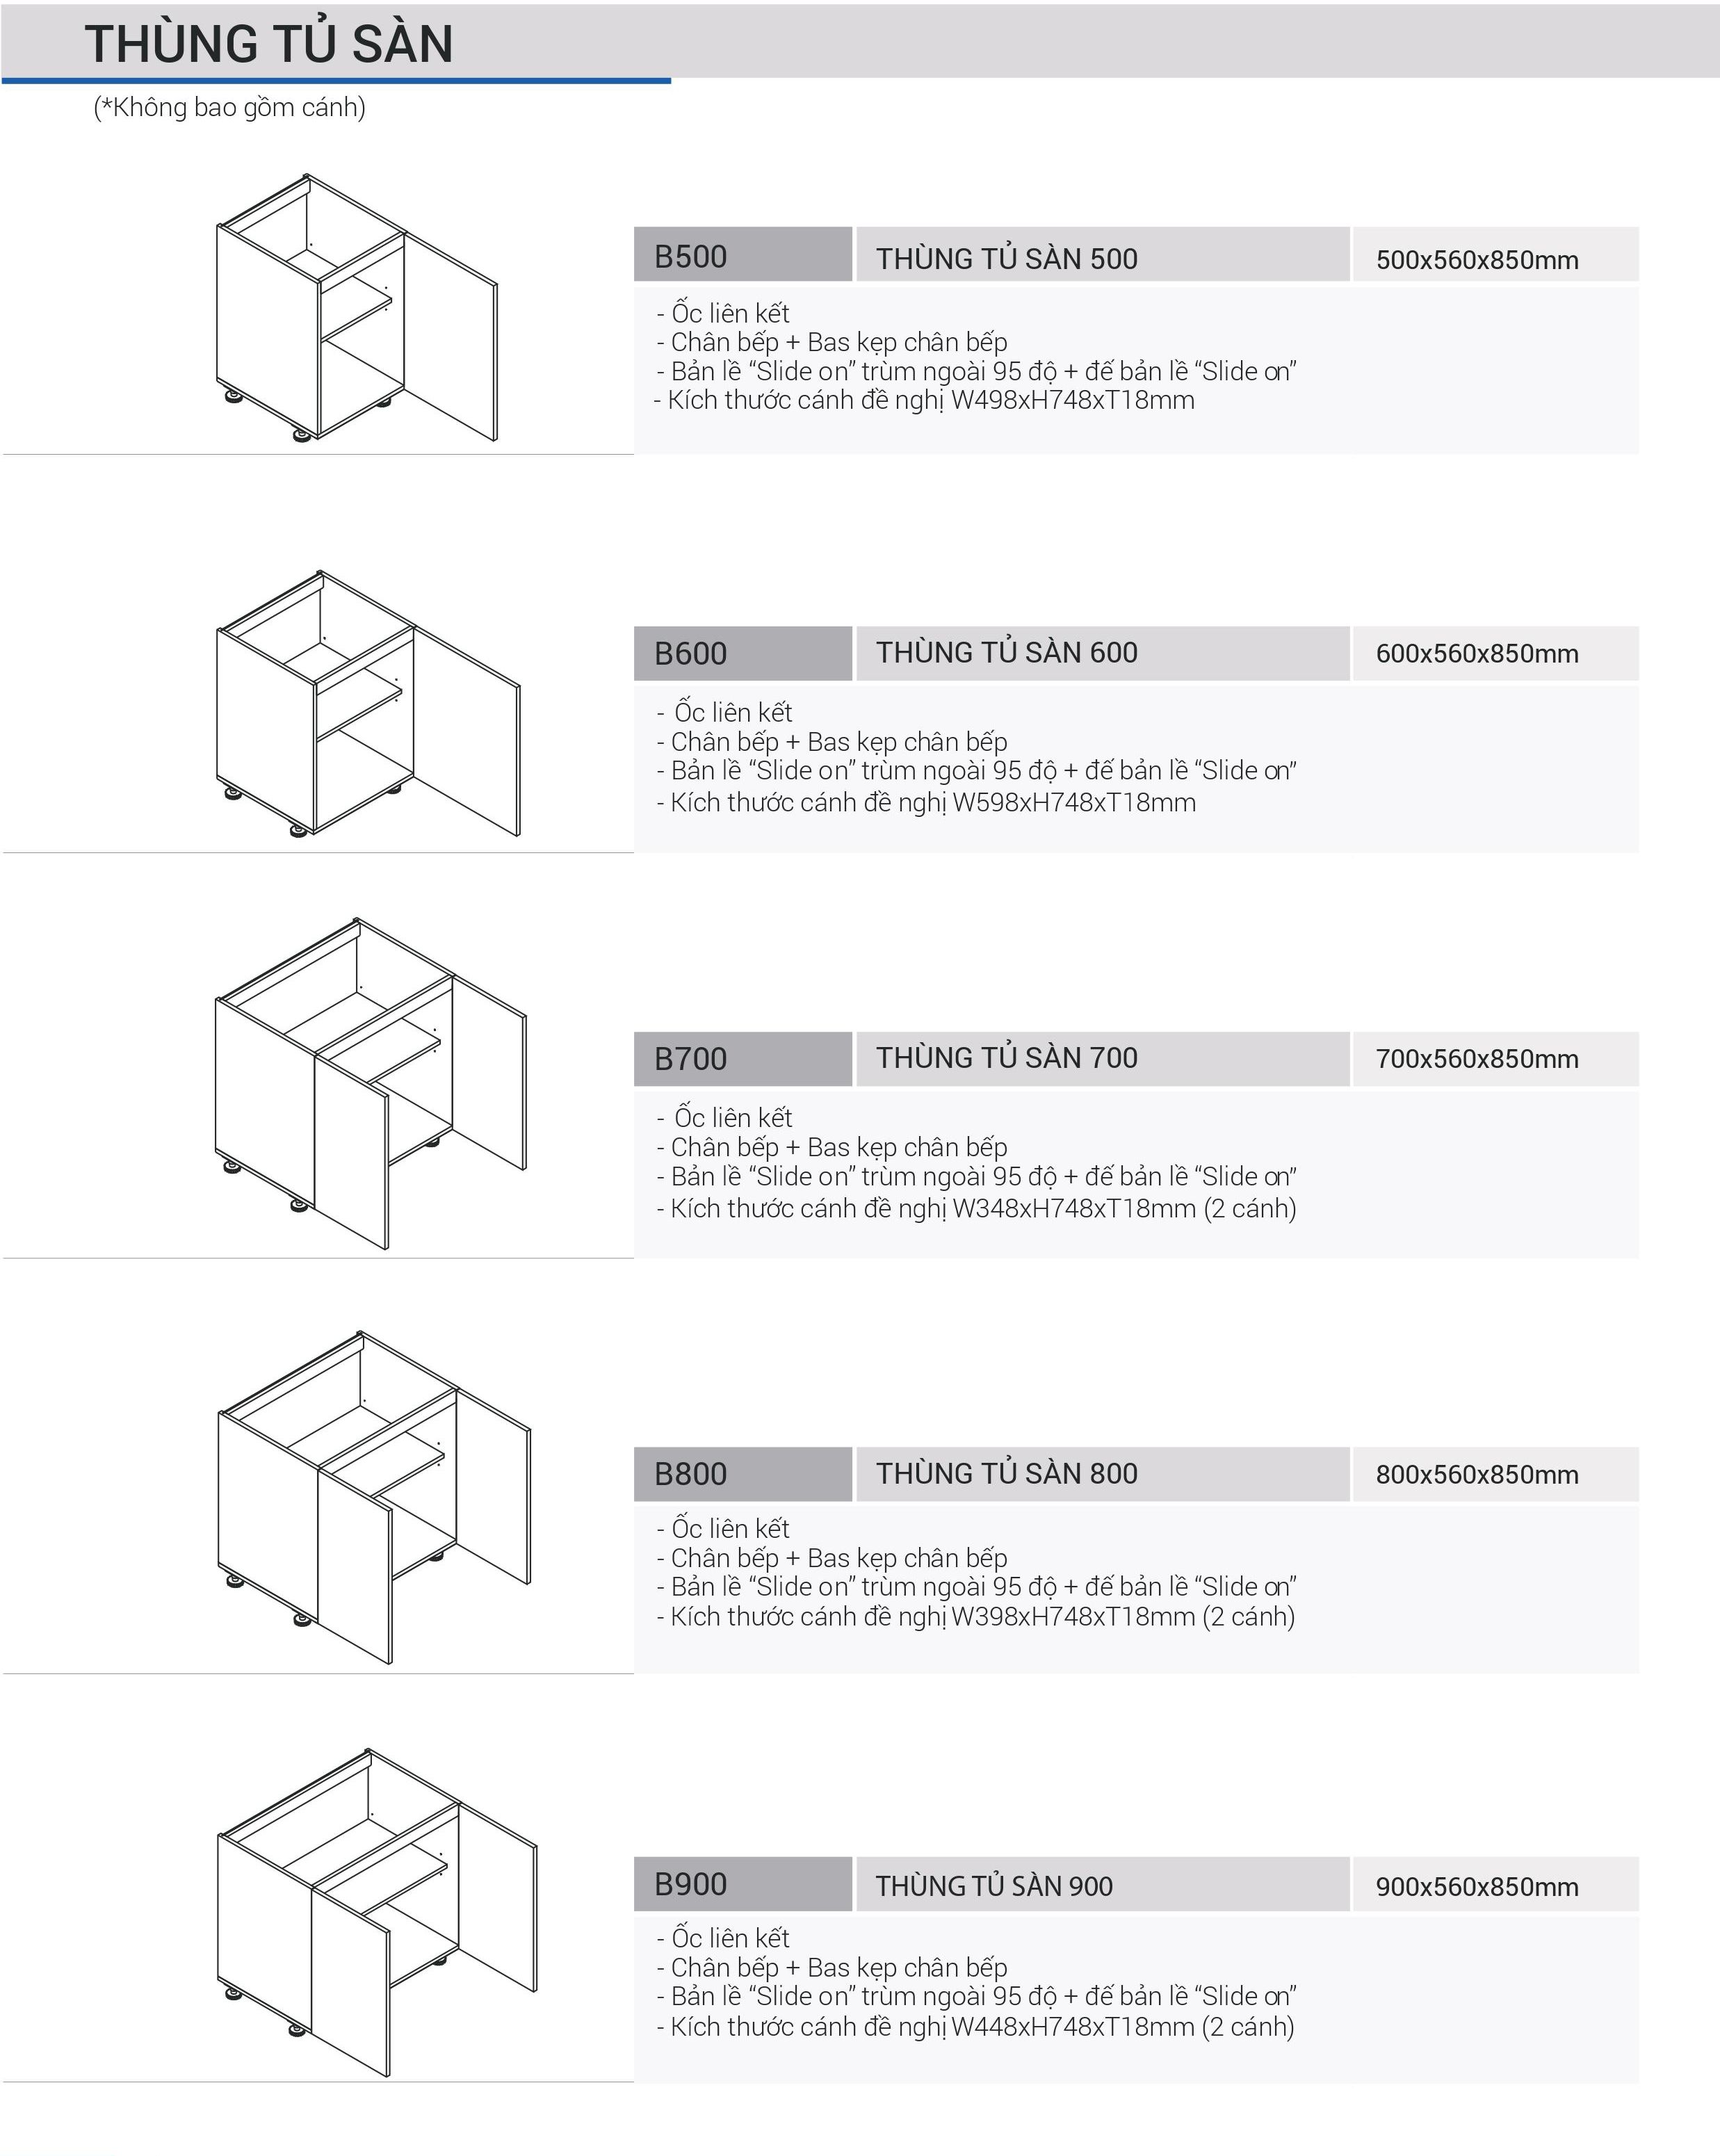 THÙNG TỦ SÀN
(*Không bao gồm cánh)
B500 THÙNG TỦ SÀN 500 500x560x850mm
- Ốc liên kết
- Chân bếp + Bas kẹp chân bếp
- Bản lề “Slide on” trùm ngoài 95 độ + đế bản lề “Slide on”
- Kích thước cánh đề nghị W498xH748xT18mm
B600 THÙNG TỦ SÀN 600 600x560x850mm
- Ốc liên kết
- Chân bếp + Bas kẹp chân bếp
- Bản lề “Slide on” trùm ngoài 95 độ + đế bản lề “Slide on”
- Kích thước cánh đề nghị W598xH748xT18mm
B700 THÙNG TỦ SÀN 700 700x560x850mm
- Ốc liên kết
- Chân bếp + Bas kẹp chân bếp
- Bản lề “Slide on” trùm ngoài 95 độ + đế bản lề “Slide on”
- Kích thước cánh đề nghị W348xH748xT18mm (2 cánh)
B800 THÙNG TỦ SÀN 800 800x560x850mm
- Ốc liên kết
- Chân bếp + Bas kẹp chân bếp
- Bản lề “Slide on” trùm ngoài 95 độ + đế bản lề “Slide on”
- Kích thước cánh đề nghị W398xH748xT18mm (2 cánh)
B900 THÙNG TỦ SÀN 900 900x560x850mm
- Ốc liên kết
- Chân bếp + Bas kẹp chân bếp
- Bản lề “Slide on” trùm ngoài 95 độ + đế bản lề “Slide on”
- Kích thước cánh đề nghị W448xH748xT18mm (2 cánh)